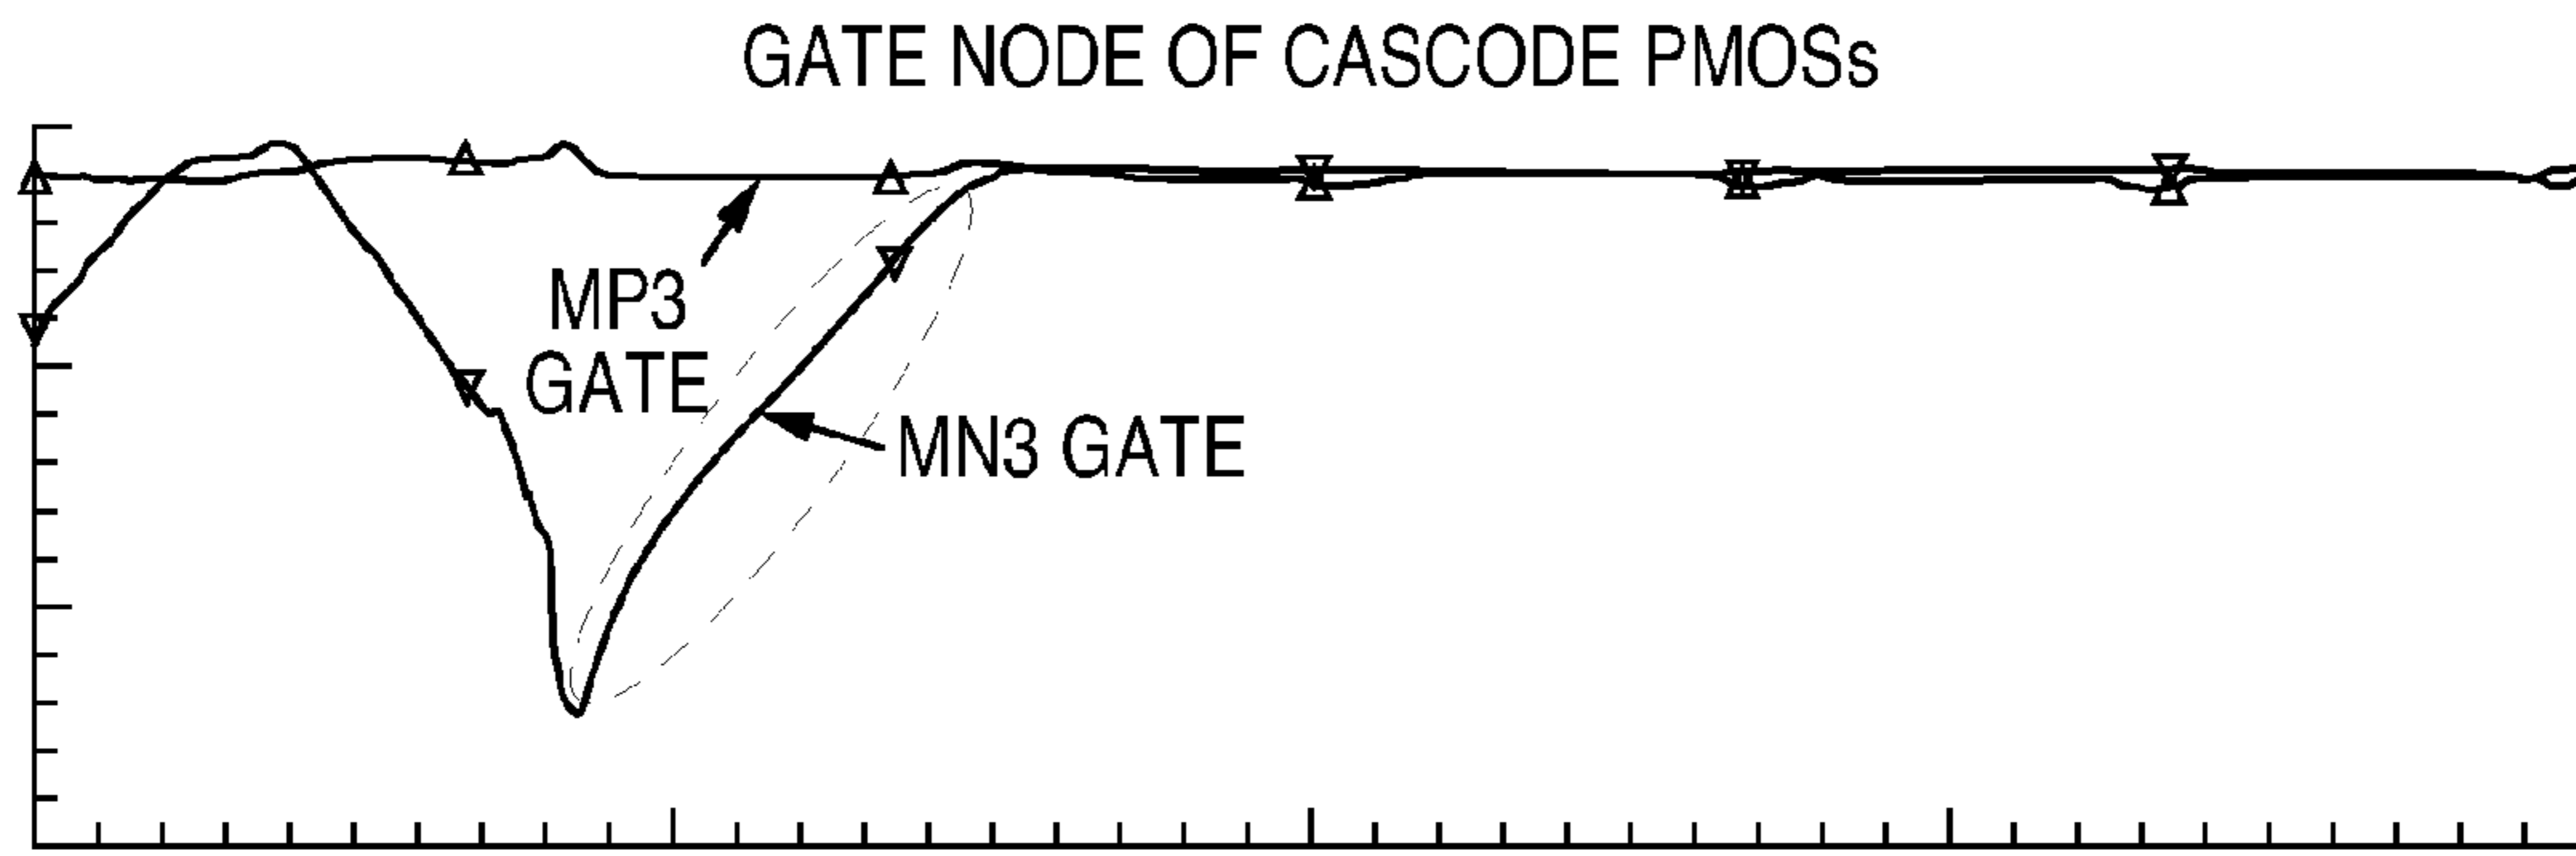 GATE NODE OF CASCODE PMOSs
MP3
GATE
MN3 GATE